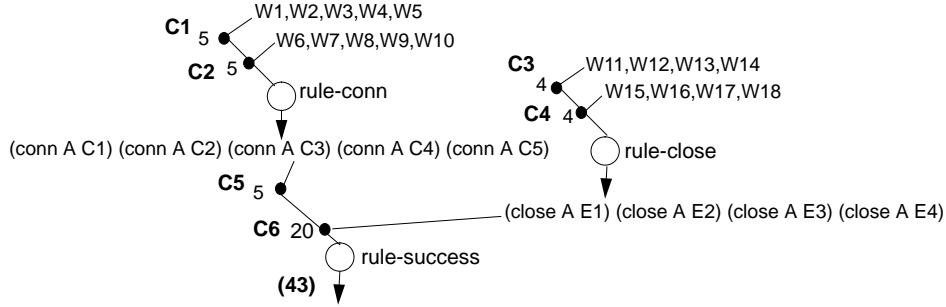 C1 5 W1,W2,W3,W4,W5
C2 5 W6,W7,W8,W9,W10
rule-conn
C3 4 W11,W12,W13,W14
C4 4 W15,W16,W17,W18
rule-close
(conn A C1) (conn A C2) (conn A C3) (conn A C4) (conn A C5)
C5 5
(close A E1) (close A E2) (close A E3) (close A E4)
C6 20
rule-success
(43)